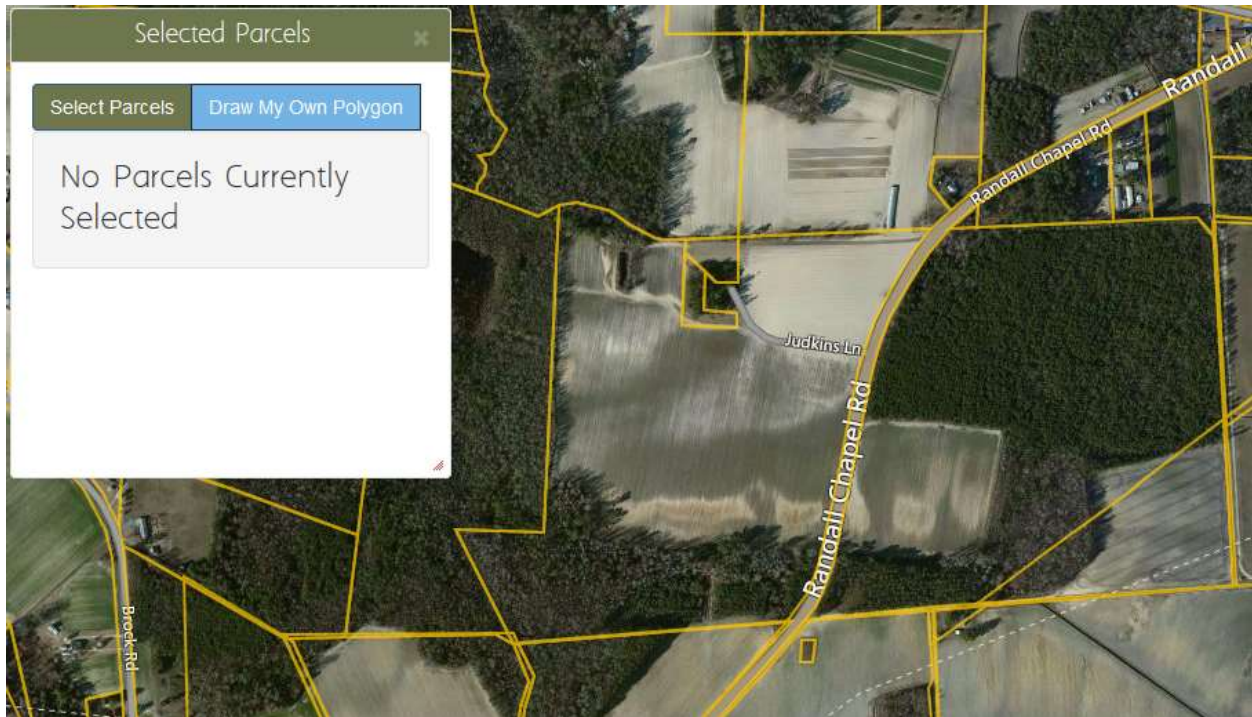 Selected Parcels
Select Parcels
Draw My Own Polygon
No Parcels Currently
Selected
Randall
Randall Chapel Rd
Judkins Ln
Randall Chapel Rd
Brock Rd